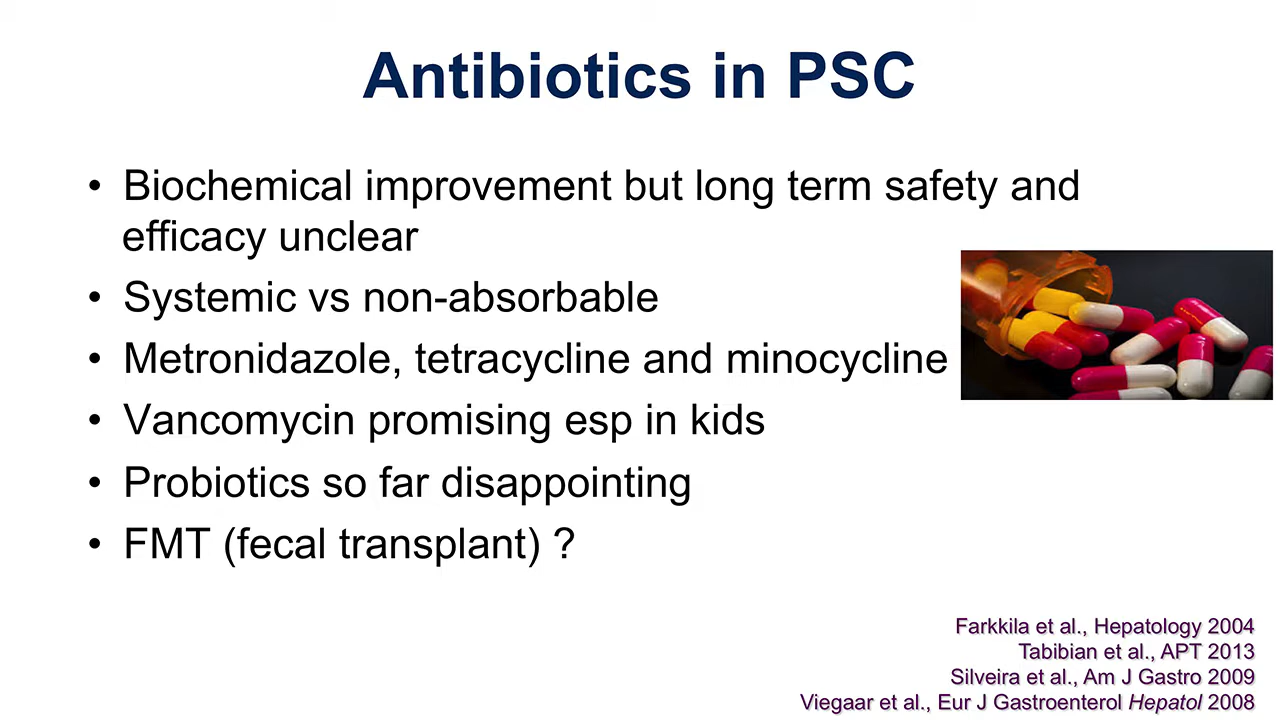 Antibiotics in PSC
• Biochemical improvement but long term safety and
efficacy unclear
• Systemic vs non-absorbable
• Metronidazole, tetracycline and minocycline
• Vancomycin promising esp in kids
• Probiotics so far disappointing
• FMT (fecal transplant) ?
Farkkila et al., Hepatology 2004
Tabibian et al., APT 2013
Silveira et al., Am J Gastro 2009
Viegaar et al., Eur J Gastroenterol Hepatol 2008